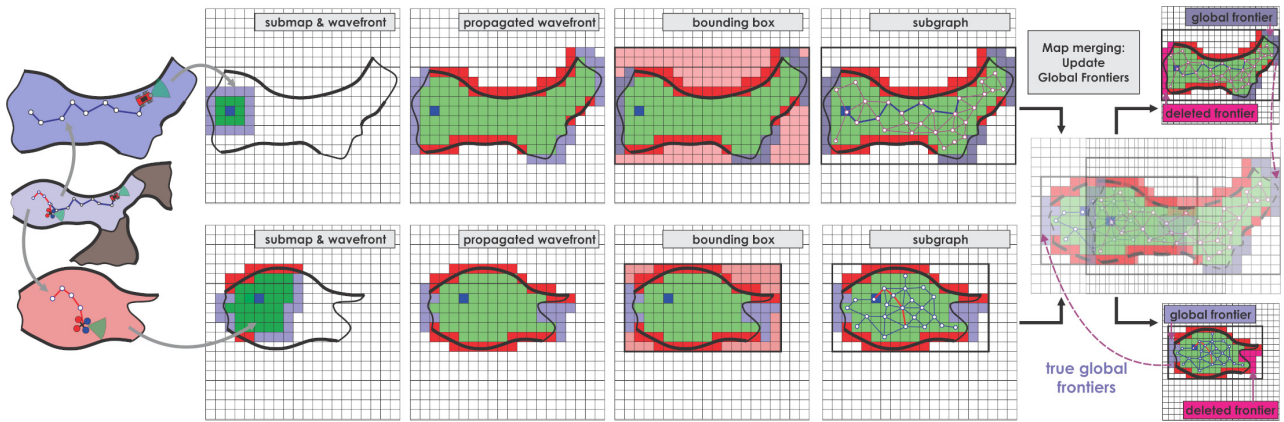 submap & wavefront
propagated wavefront
bounding box
subgraph
Map merging:
Update
Global Frontiers
global frontier
deleted frontier
submap & wavefront
propagated wavefront
bounding box
subgraph
true global
frontiers
global frontier
deleted frontier